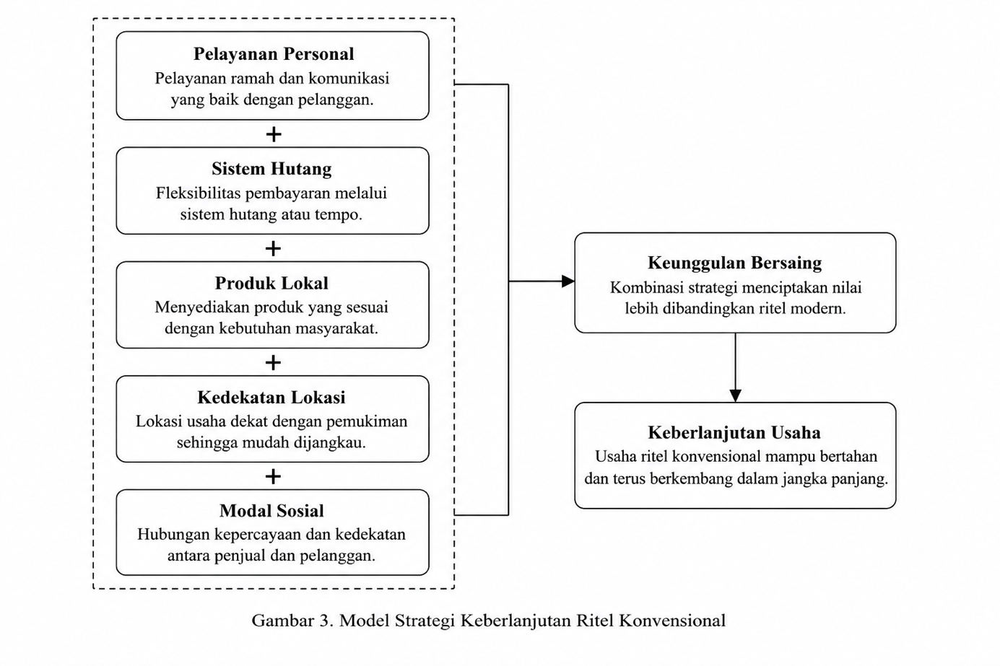 Pelayanan Personal
Pelayanan ramah dan komunikasi
yang baik dengan pelanggan.
+
Sistem Hutang
Fleksibilitas pembayaran melalui
sistem hutang atau tempo.
+
Produk Lokal
Menyediakan produk yang sesuai
dengan kebutuhan masyarakat.
+
Kedekatan Lokasi
Lokasi usaha dekat dengan pemukiman
sehingga mudah dijangkau.
+
Modal Sosial
Hubungan kepercayaan dan kedekatan
antara penjual dan pelanggan.
Keunggulan Bersaing
Kombinasi strategi menciptakan nilai
lebih dibandingkan ritel modern.
Keberlanjutan Usaha
Usaha ritel konvensional mampu bertahan
dan terus berkembang dalam jangka panjang.
Gambar 3. Model Strategi Keberlanjutan Ritel Konvensional